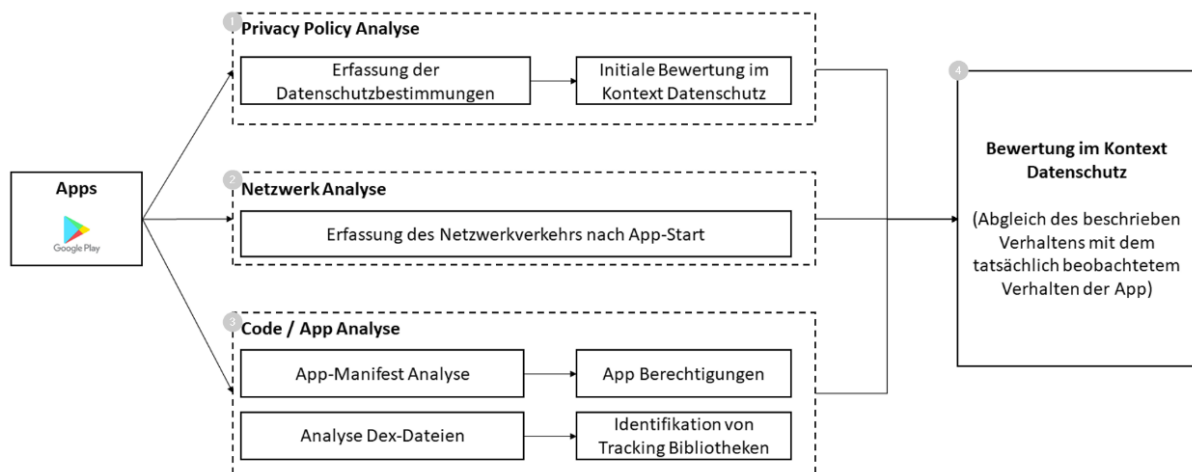 1
Privacy Policy Analyse
Erfassung der
Datenschutzbestimmungen
Initiale Bewertung im
Kontext Datenschutz
Apps
Google Play
2
Netzwerk Analyse
Erfassung des Netzwerkverkehrs nach App-Start
3
Code / App Analyse
App-Manifest Analyse
App Berechtigungen
Analyse Dex-Dateien
Identifikation von
Tracking Bibliotheken
4
Bewertung im Kontext
Datenschutz
(Abgleich des beschrieben
Verhaltens mit dem
tatsächlich beobachtetem
Verhalten der App)